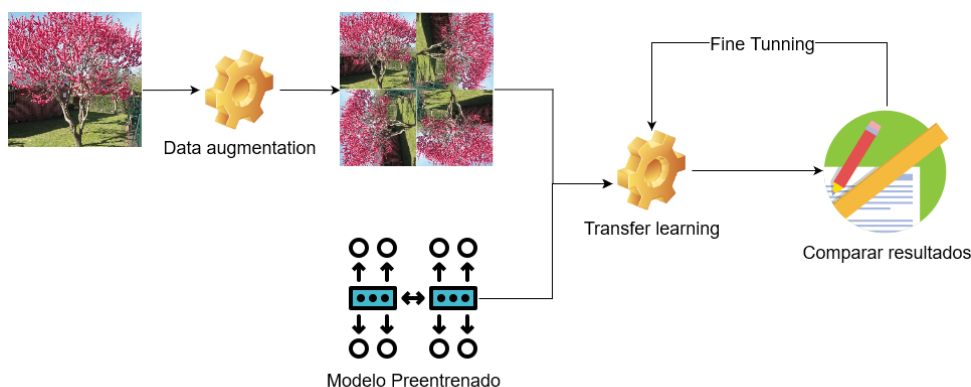 Fine Tunning
Data augmentation
Transfer learning
Comparar resultados
Modelo Preentrenado